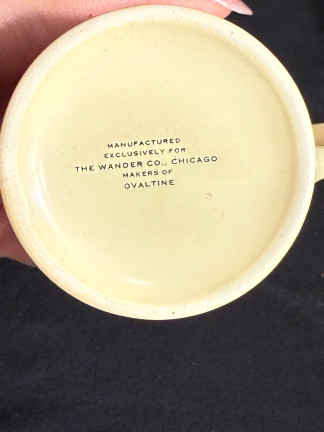 MANUFACTURED
EXCLUSIVELY FOR
THE WANDER CO., CHICAGO
MAKERS OF
OVALTINE